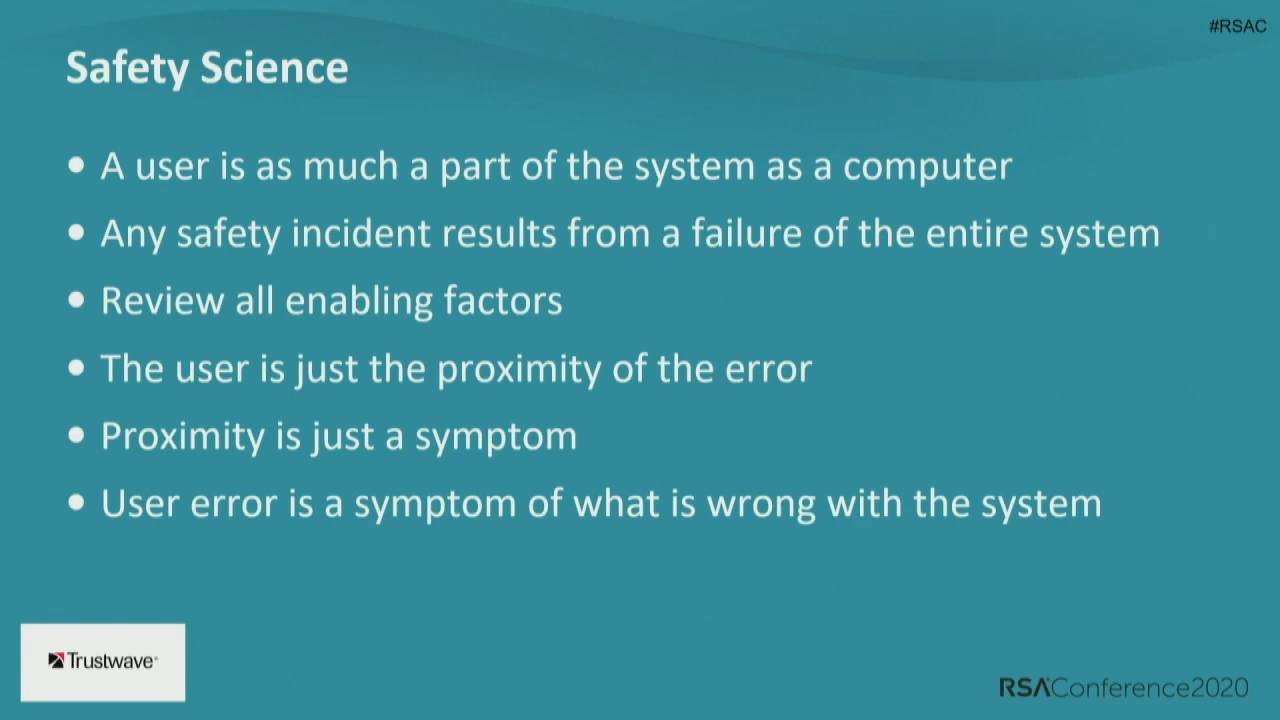 #RSAC
Safety Science
• A user is as much a part of the system as a computer
• Any safety incident results from a failure of the entire system
• Review all enabling factors
• The user is just the proximity of the error
• Proximity is just a symptom
• User error is a symptom of what is wrong with the system
Trustwave
RSAConference2020